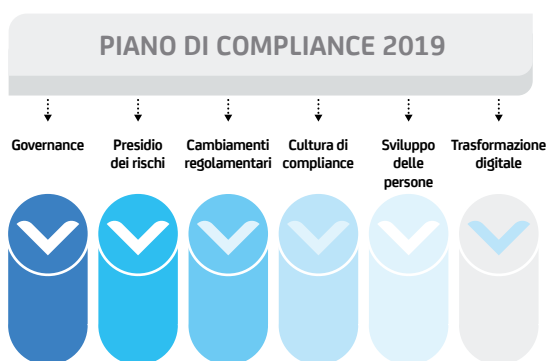 PIANO DI COMPLIANCE 2019
Governance
Presidio
dei rischi
Cambiamenti
regolamentari
Cultura di
compliance
Sviluppo
delle
persone
Trasformazione
digitale